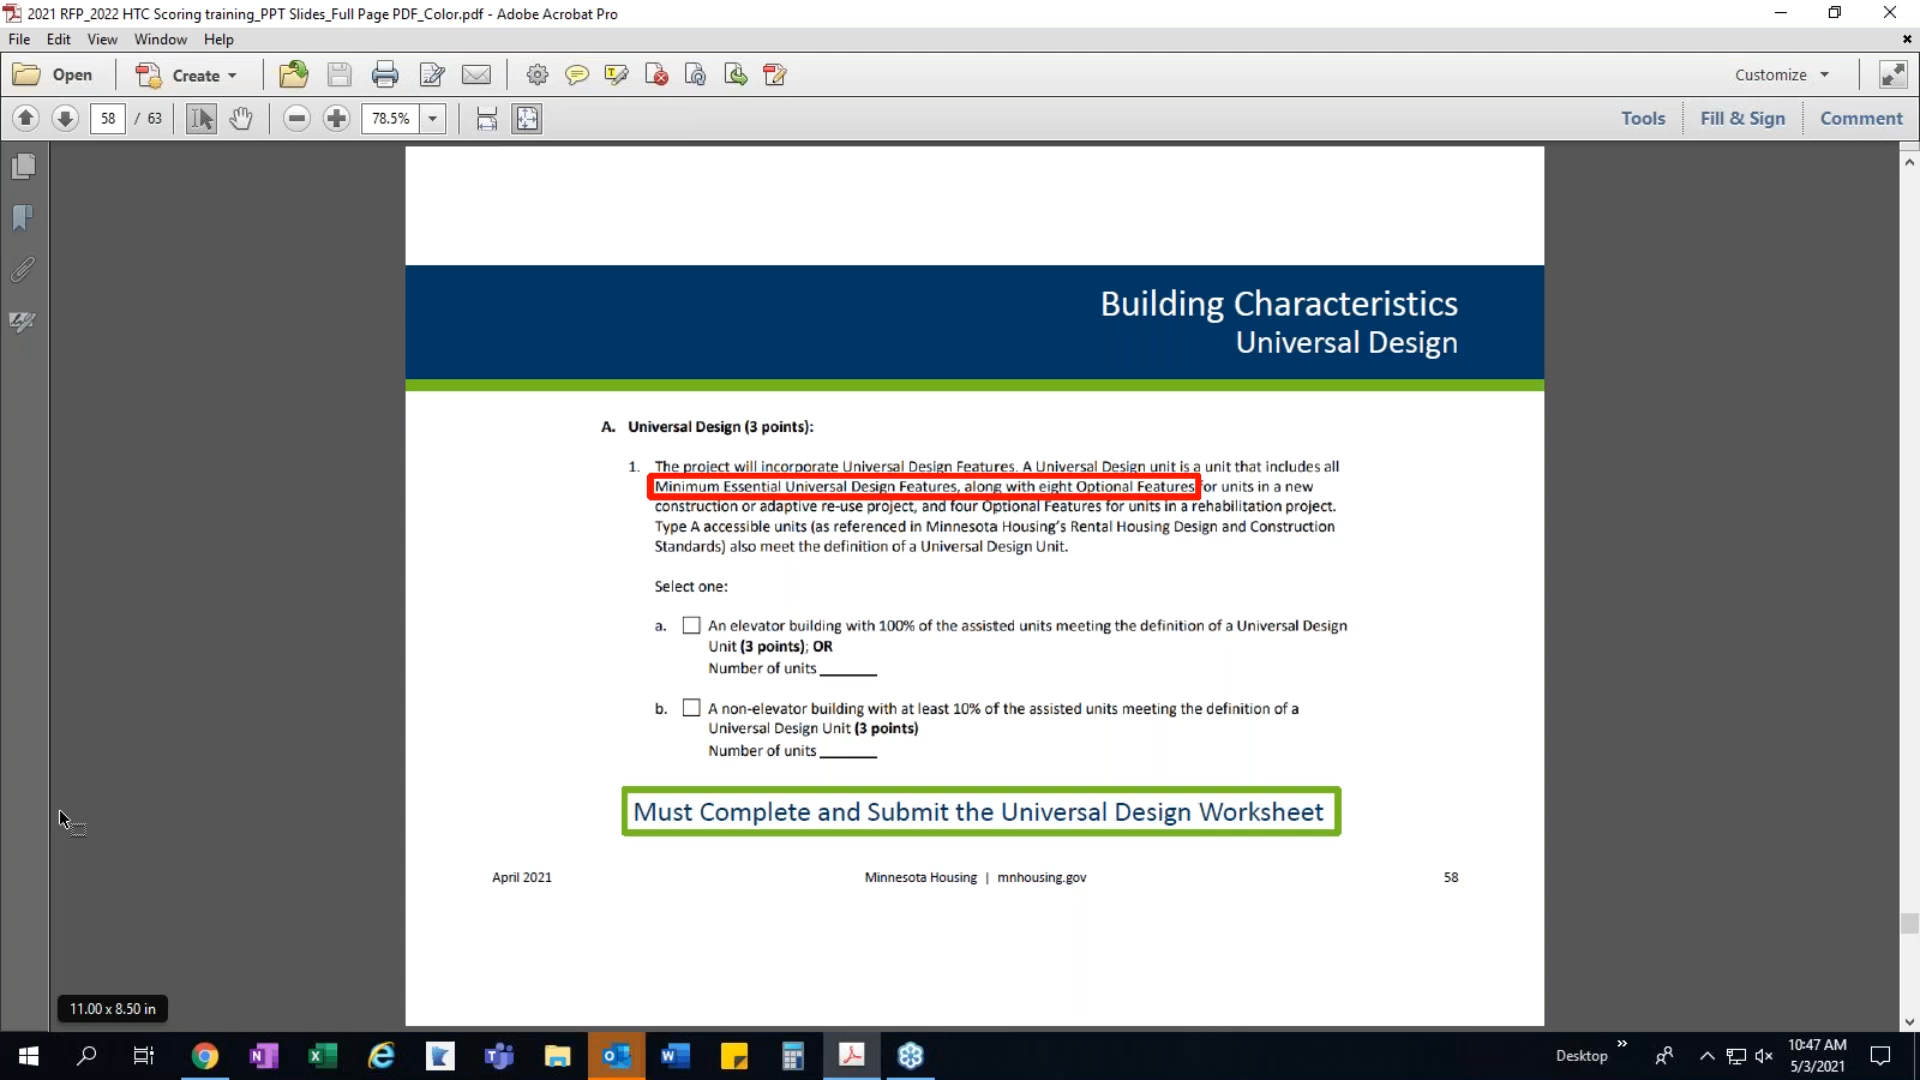 2021 RFP_2022 HTC Scoring training_PPT Slides_Full Page PDF_Color.pdf - Adobe Acrobat Pro
File Edit View Window Help
Open Create Customize
58 / 63 78.5% Tools Fill & Sign Comment
Building Characteristics
Universal Design
A. Universal Design (3 points):
1. The project will incorporate Universal Design Features. A Universal Design unit is a unit that includes all
Minimum Essential Universal Design Features, along with eight Optional Features for units in a new
construction or adaptive re-use project, and four Optional Features for units in a rehabilitation project.
Type A accessible units (as referenced in Minnesota Housing's Rental Housing Design and Construction
Standards) also meet the definition of a Universal Design Unit.
Select one:
a. An elevator building with 100% of the assisted units meeting the definition of a Universal Design
Unit (3 points); OR
Number of units _______
b. A non-elevator building with at least 10% of the assisted units meeting the definition of a
Universal Design Unit (3 points)
Number of units _______
Must Complete and Submit the Universal Design Worksheet
April 2021 Minnesota Housing | mnhousing.gov 58
11.00 x 8.50 in
Desktop 10:47 AM
5/3/2021